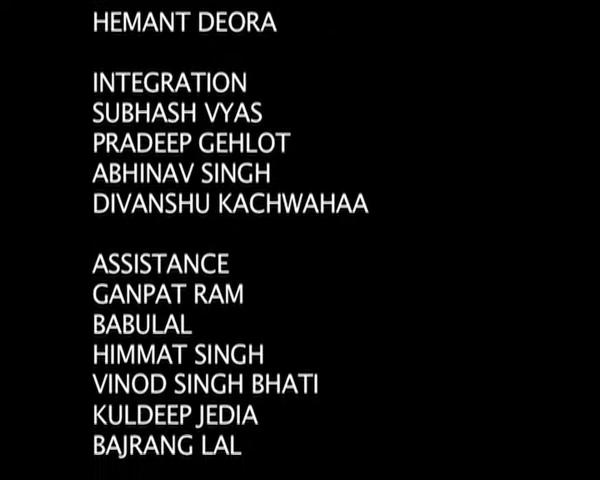 HEMANT DEORA
INTEGRATION
SUBHASH VYAS
PRADEEP GEHLOT
ABHINAV SINGH
DIVANSHU KACHWAHAA
ASSISTANCE
GANPAT RAM
BABULAL
HIMMAT SINGH
VINOD SINGH BHATI
KULDEEP JEDIA
BAJRANG LAL